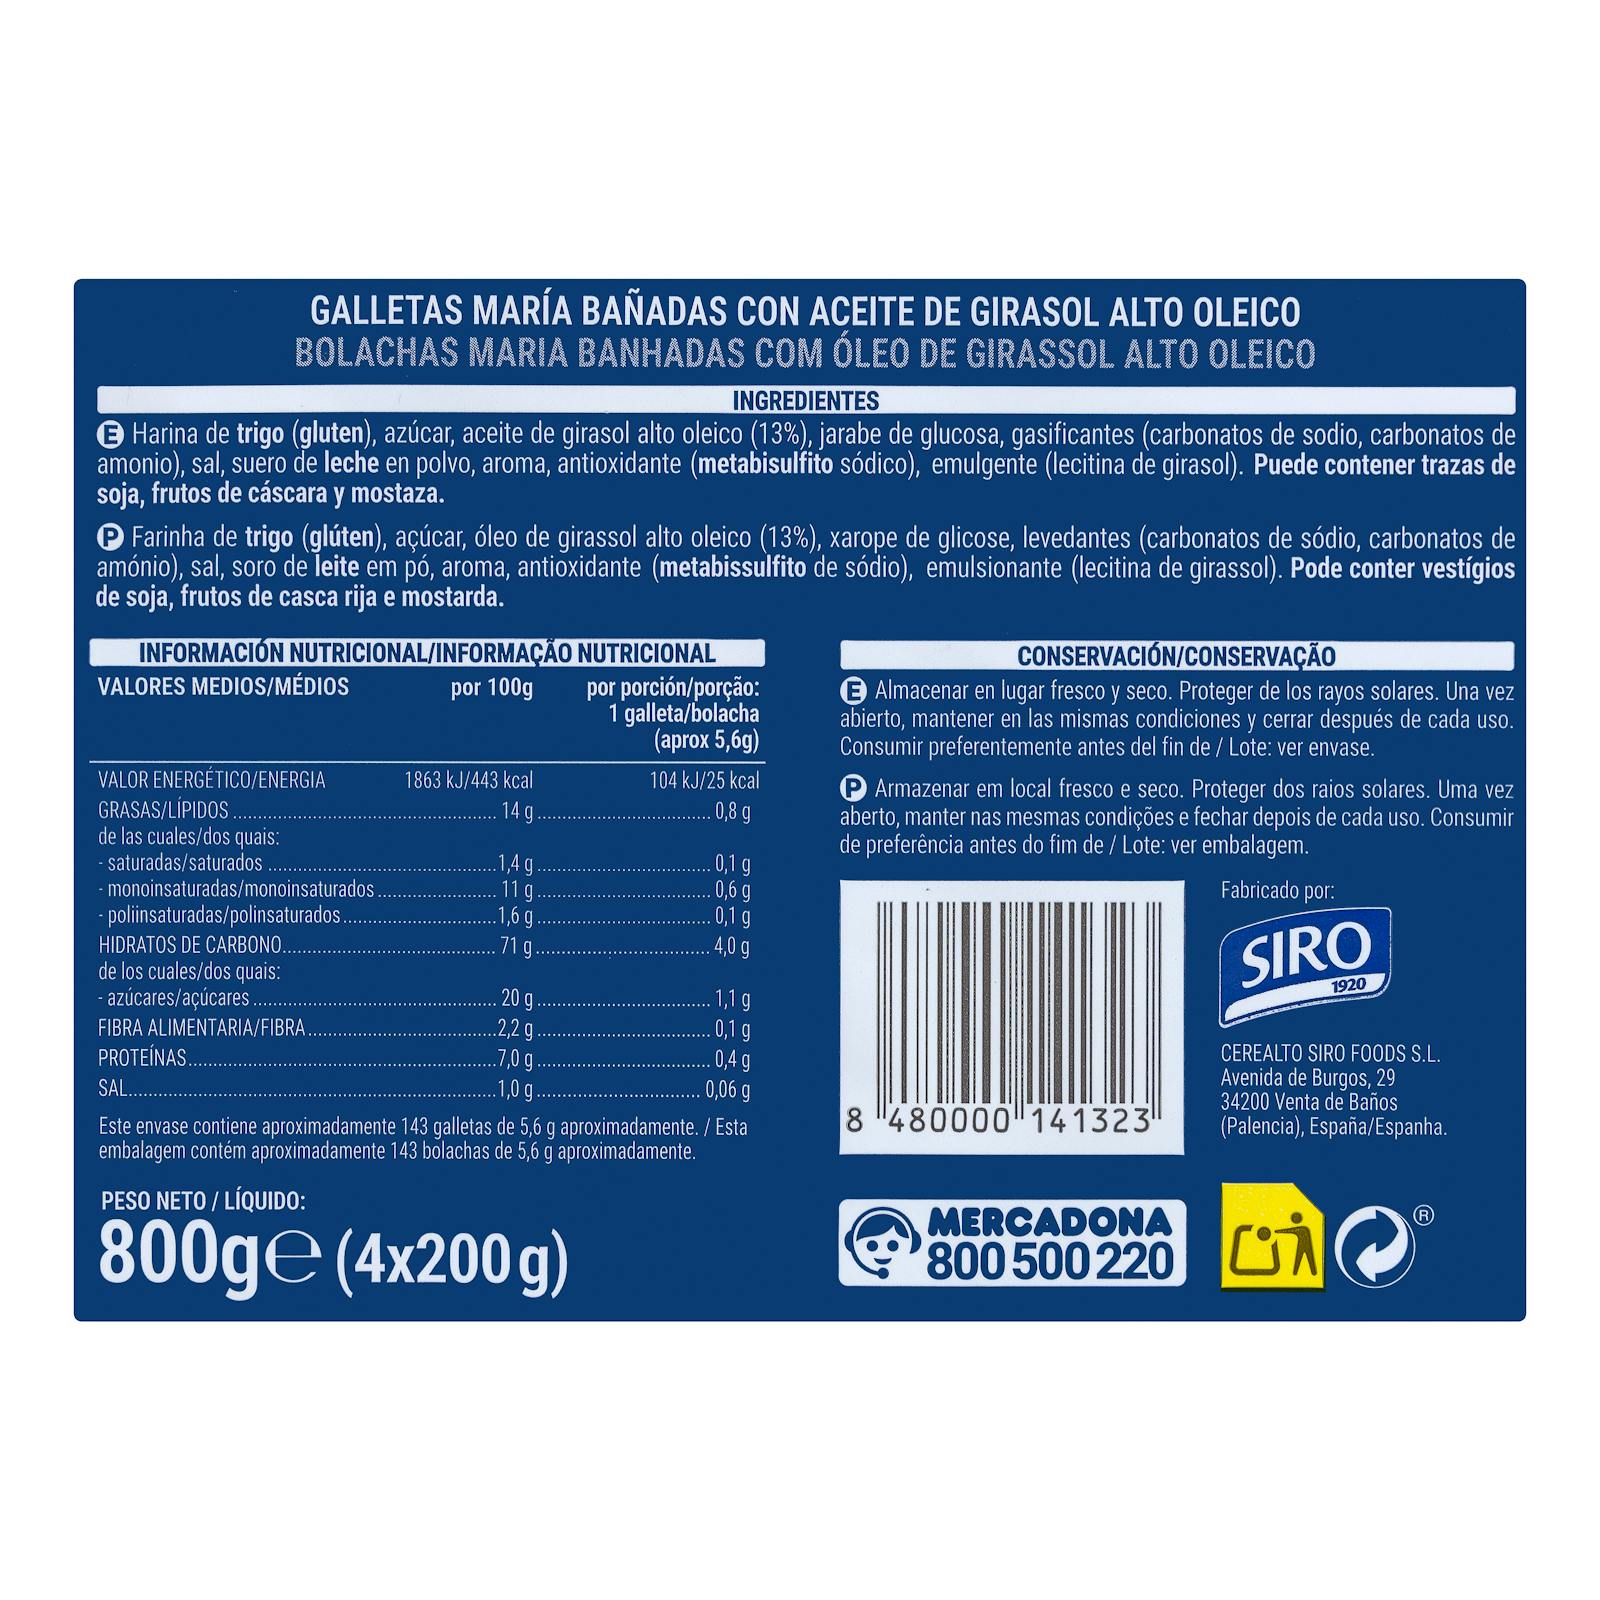 GALLETAS MARÍA BAÑADAS CON ACEITE DE GIRASOL ALTO OLEICO
BOLACHAS MARIA BANHADAS COM ÓLEO DE GIRASSOL ALTO OLEICO
INGREDIENTES
E Harina de trigo (gluten), azúcar, aceite de girasol alto oleico (13%), jarabe de glucosa, gasificantes (carbonatos de sodio, carbonatos de
amonio), sal, suero de leche en polvo, aroma, antioxidante (metabisulfito sódico), emulgente (lecitina de girasol). Puede contener trazas de
soja, frutos de cáscara y mostaza.
P Farinha de trigo (glúten), açúcar, óleo de girassol alto oleico (13%), xarope de glicose, levedantes (carbonatos de sódio, carbonatos de
amónio), sal, soro de leite em pó, aroma, antioxidante (metabissulfito de sódio), emulsionante (lecitina de girassol). Pode conter vestígios
de soja, frutos de casca rija e mostarda.
INFORMACIÓN NUTRICIONAL/INFORMAÇÃO NUTRICIONAL
VALORES MEDIOS/MÉDIOS por 100g por porción/porção:
1 galleta/bolacha
(aprox 5,6g)
VALOR ENERGÉTICO/ENERGIA 1863 kJ/443 kcal 104 kJ/25 kcal
GRASAS/LÍPIDOS 14 g 0,8 g
de las cuales/dos quais:
- saturadas/saturados 1,4 g 0,1 g
- monoinsaturadas/monoinsaturados 11 g 0,6 g
- poliinsaturadas/polinsaturados 1,6 g 0,1 g
HIDRATOS DE CARBONO 71 g 4,0 g
de los cuales/dos quais:
- azúcares/açúcares 20 g 1,1 g
FIBRA ALIMENTARIA/FIBRA 2,2 g 0,1 g
PROTEÍNAS 7,0 g 0,4 g
SAL 1,0 g 0,06 g
Este envase contiene aproximadamente 143 galletas de 5,6 g aproximadamente. / Esta
embalagem contém aproximadamente 143 bolachas de 5,6 g aproximadamente.
PESO NETO / LÍQUIDO:
800g℮ (4x200g)
CONSERVACIÓN/CONSERVAÇÃO
E Almacenar en lugar fresco y seco. Proteger de los rayos solares. Una vez
abierto, mantener en las mismas condiciones y cerrar después de cada uso.
Consumir preferentemente antes del fin de / Lote: ver envase.
P Armazenar em local fresco e seco. Proteger dos raios solares. Uma vez
aberto, manter nas mesmas condições e fechar depois de cada uso. Consumir
de preferência antes do fim de / Lote: ver embalagem.
8 480000 141323
Fabricado por:
SIRO
1920
CEREALTO SIRO FOODS S.L.
Avenida de Burgos, 29
34200 Venta de Baños
(Palencia), España/Espanha.
MERCADONA
800 500 220
®